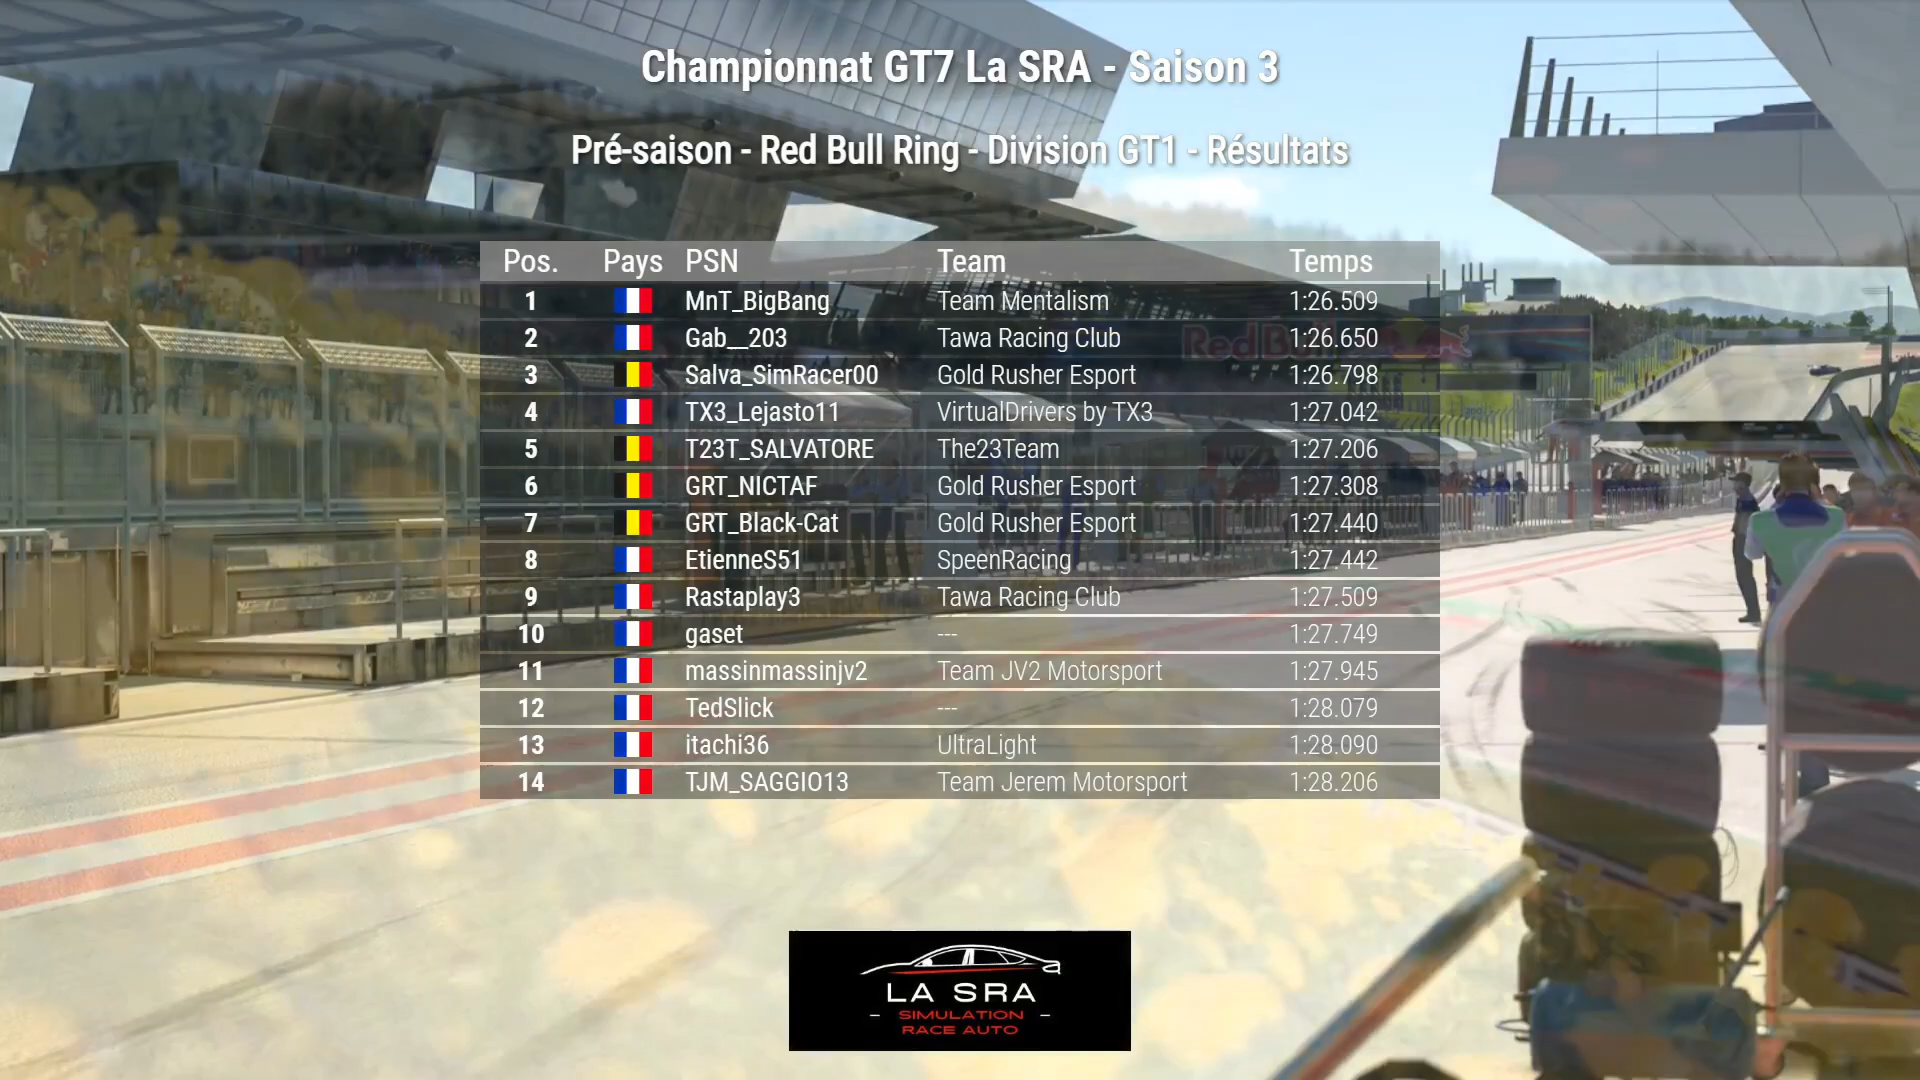 Championnat GT7 La SRA - Saison 3
Pré-saison - Red Bull Ring - Division GT1 - Résultats
Pos. Pays PSN Team Temps
1 MnT_BigBang Team Mentalism 1:26.509
2 Gab__203 Tawa Racing Club 1:26.650
3 Salva_SimRacer00 Gold Rusher Esport 1:26.798
4 TX3_Lejasto11 VirtualDrivers by TX3 1:27.042
5 T23T_SALVATORE The23Team 1:27.206
6 GRT_NICTAF Gold Rusher Esport 1:27.308
7 GRT_Black-Cat Gold Rusher Esport 1:27.440
8 EtienneS51 SpeenRacing 1:27.442
9 Rastaplay3 Tawa Racing Club 1:27.509
10 gaset --- 1:27.749
11 massinmassinjv2 Team JV2 Motorsport 1:27.945
12 TedSlick --- 1:28.079
13 itachi36 UltraLight 1:28.090
14 TJM_SAGGIO13 Team Jerem Motorsport 1:28.206
Red Bull
LA SRA
- SIMULATION -
RACE AUTO